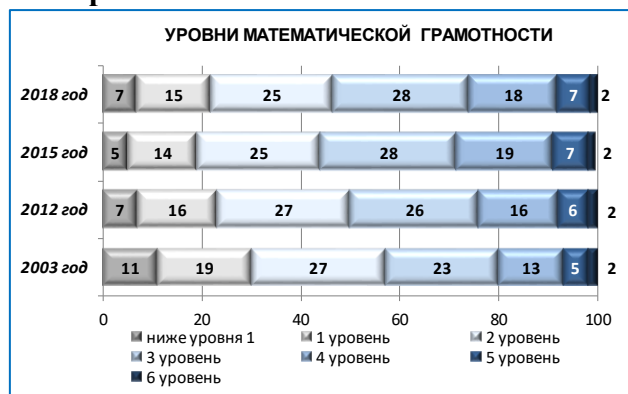 УРОВНИ МАТЕМАТИЧЕСКОЙ ГРАМОТНОСТИ
2018 год 7 15 25 28 18 7 2
2015 год 5 14 25 28 19 7 2
2012 год 7 16 27 26 16 6 2
2003 год 11 19 27 23 13 5 2
0 20 40 60 80 100
ниже уровня 1 1 уровень 2 уровень
3 уровень 4 уровень 5 уровень
6 уровень